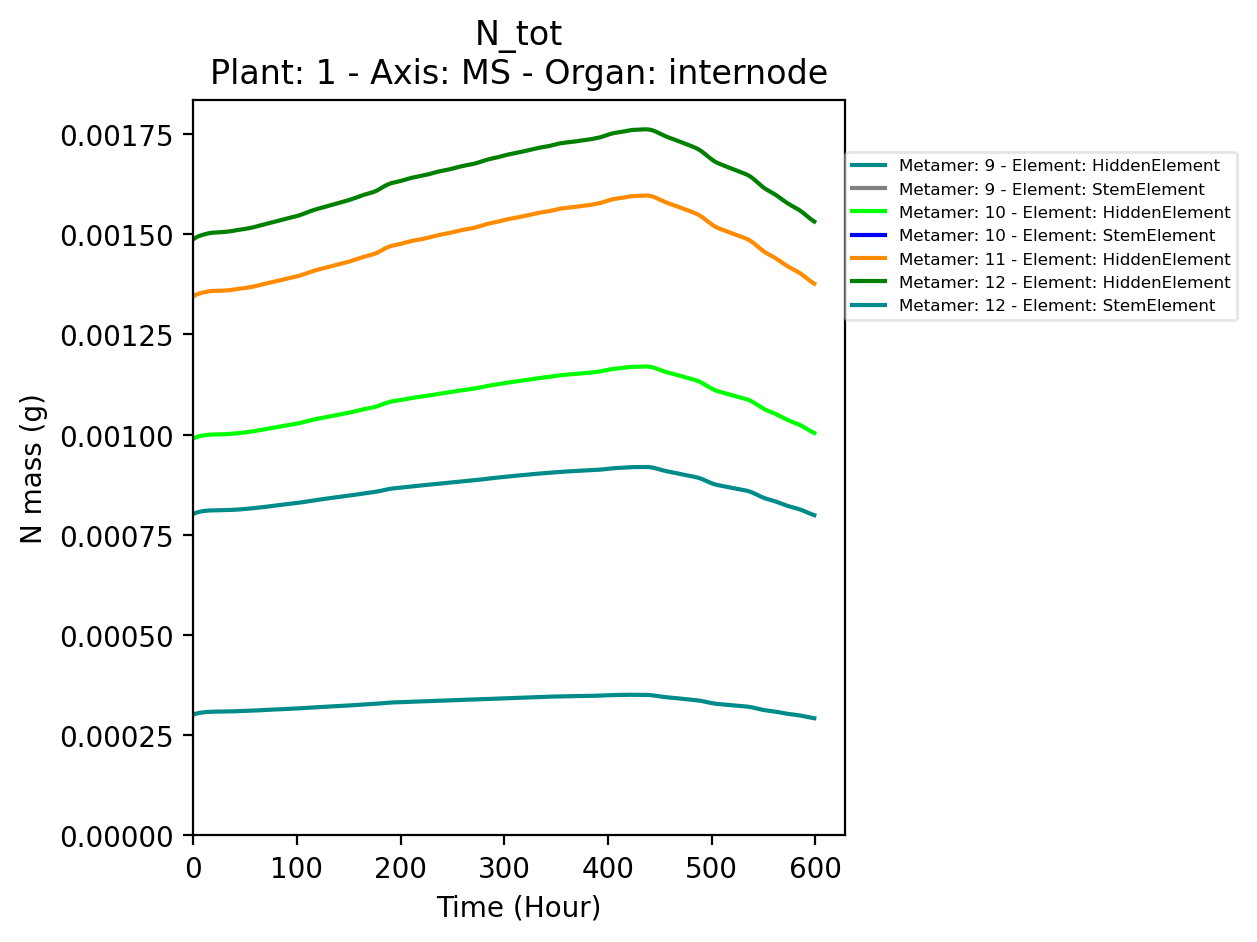 N_tot
Plant: 1 - Axis: MS - Organ: internode
0.00175
0.00150
0.00125
0.00100
0.00075
0.00050
0.00025
0.00000
N mass (g)
0 100 200 300 400 500 600
Time (Hour)
Metamer: 9 - Element: HiddenElement
Metamer: 9 - Element: StemElement
Metamer: 10 - Element: HiddenElement
Metamer: 10 - Element: StemElement
Metamer: 11 - Element: HiddenElement
Metamer: 12 - Element: HiddenElement
Metamer: 12 - Element: StemElement